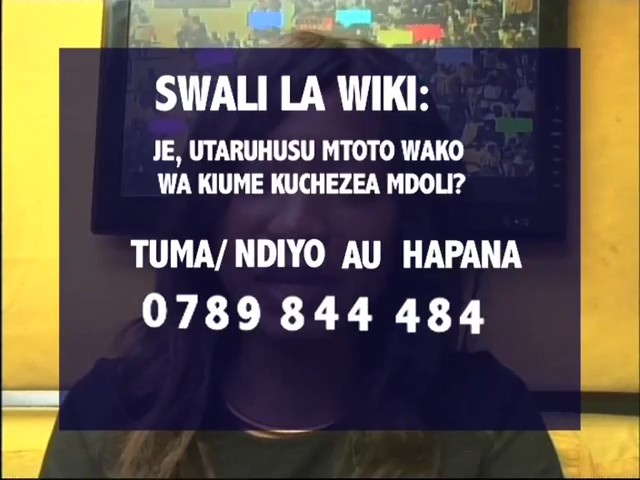 SWALI LA WIKI:
JE, UTARUHUSU MTOTO WAKO
WA KIUME KUCHEZEA MDOLI?
TUMA/ NDIYO AU HAPANA
0789 844 484